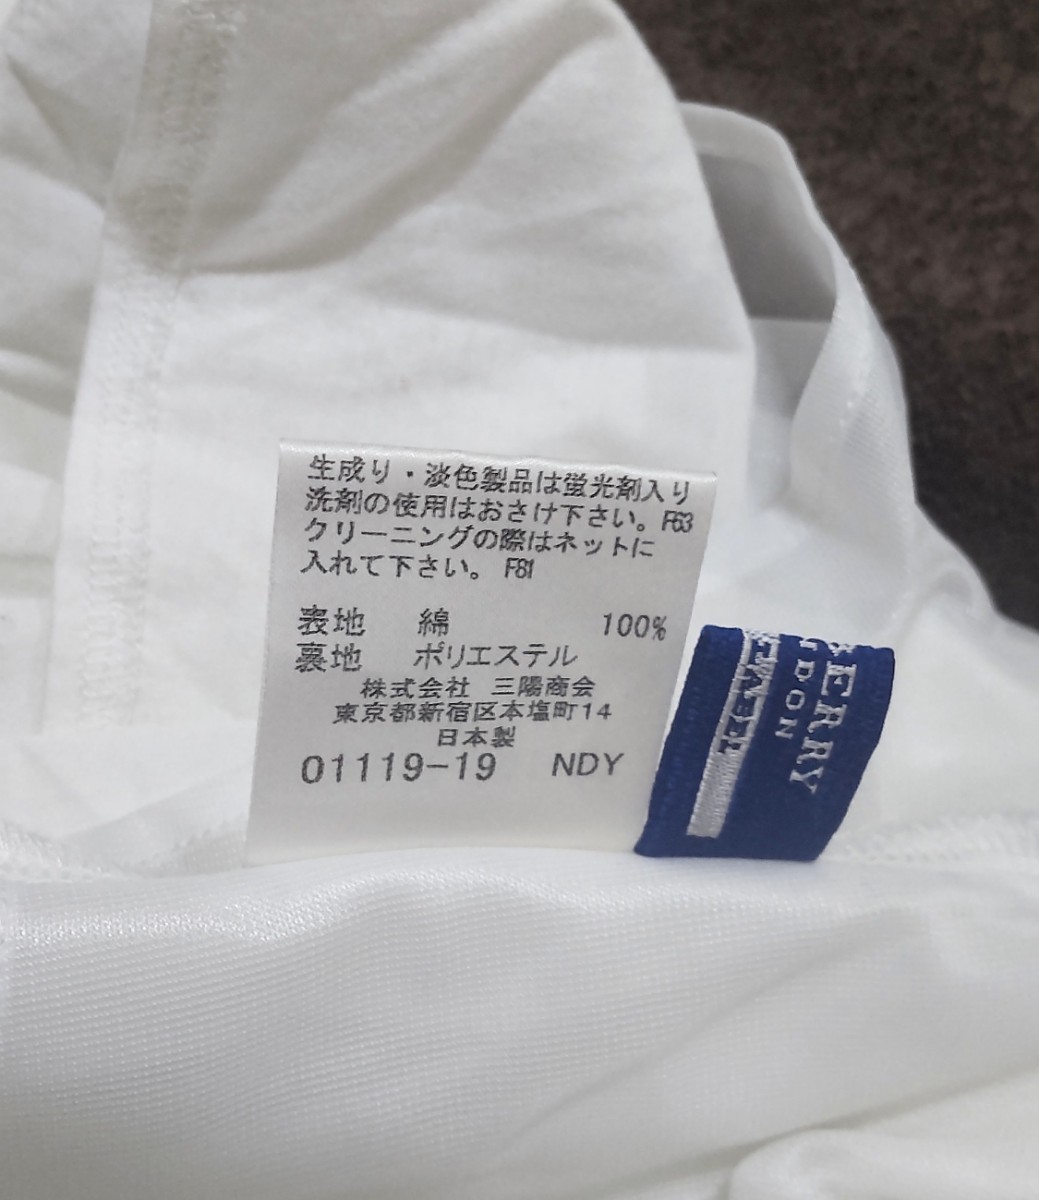 生成り・淡色製品は蛍光剤入り
洗剤の使用はおさけ下さい。F63
クリーニングの際はネットに
入れて下さい。 F81
表地 綿 100%
裏地 ポリエステル
株式会社 三陽商会
東京都新宿区本塩町14
日本製
01119-19 NDY
ERRY
DON
LABEL